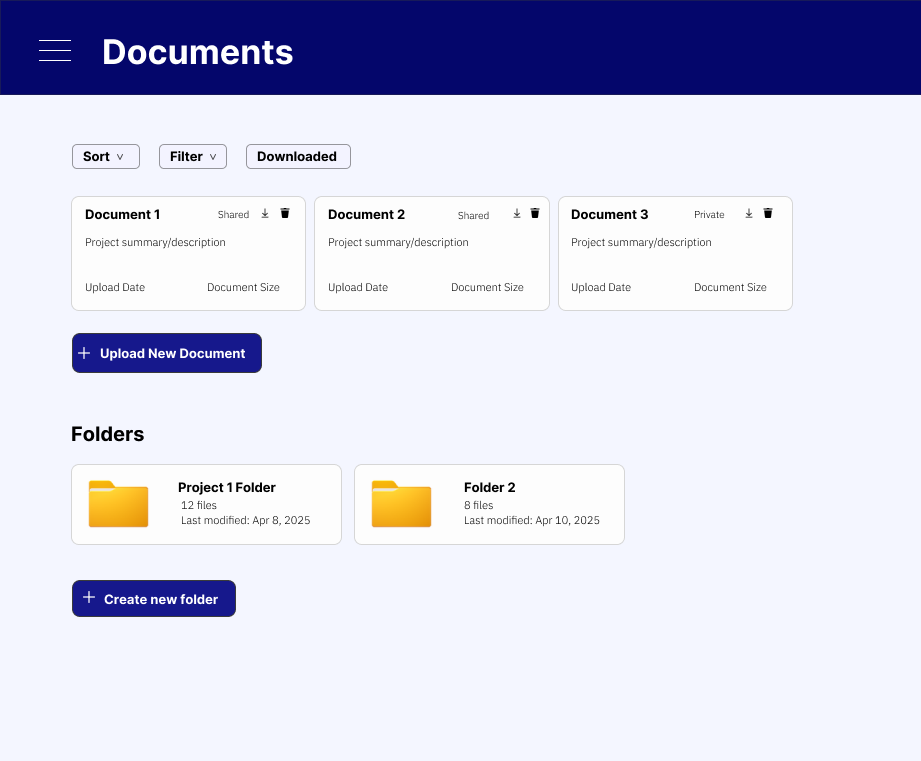 Documents
Sort v Filter v Downloaded
Document 1 Shared
Project summary/description
Upload Date Document Size
Document 2 Shared
Project summary/description
Upload Date Document Size
Document 3 Private
Project summary/description
Upload Date Document Size
+ Upload New Document
Folders
Project 1 Folder
12 files
Last modified: Apr 8, 2025
Folder 2
8 files
Last modified: Apr 10, 2025
+ Create new folder